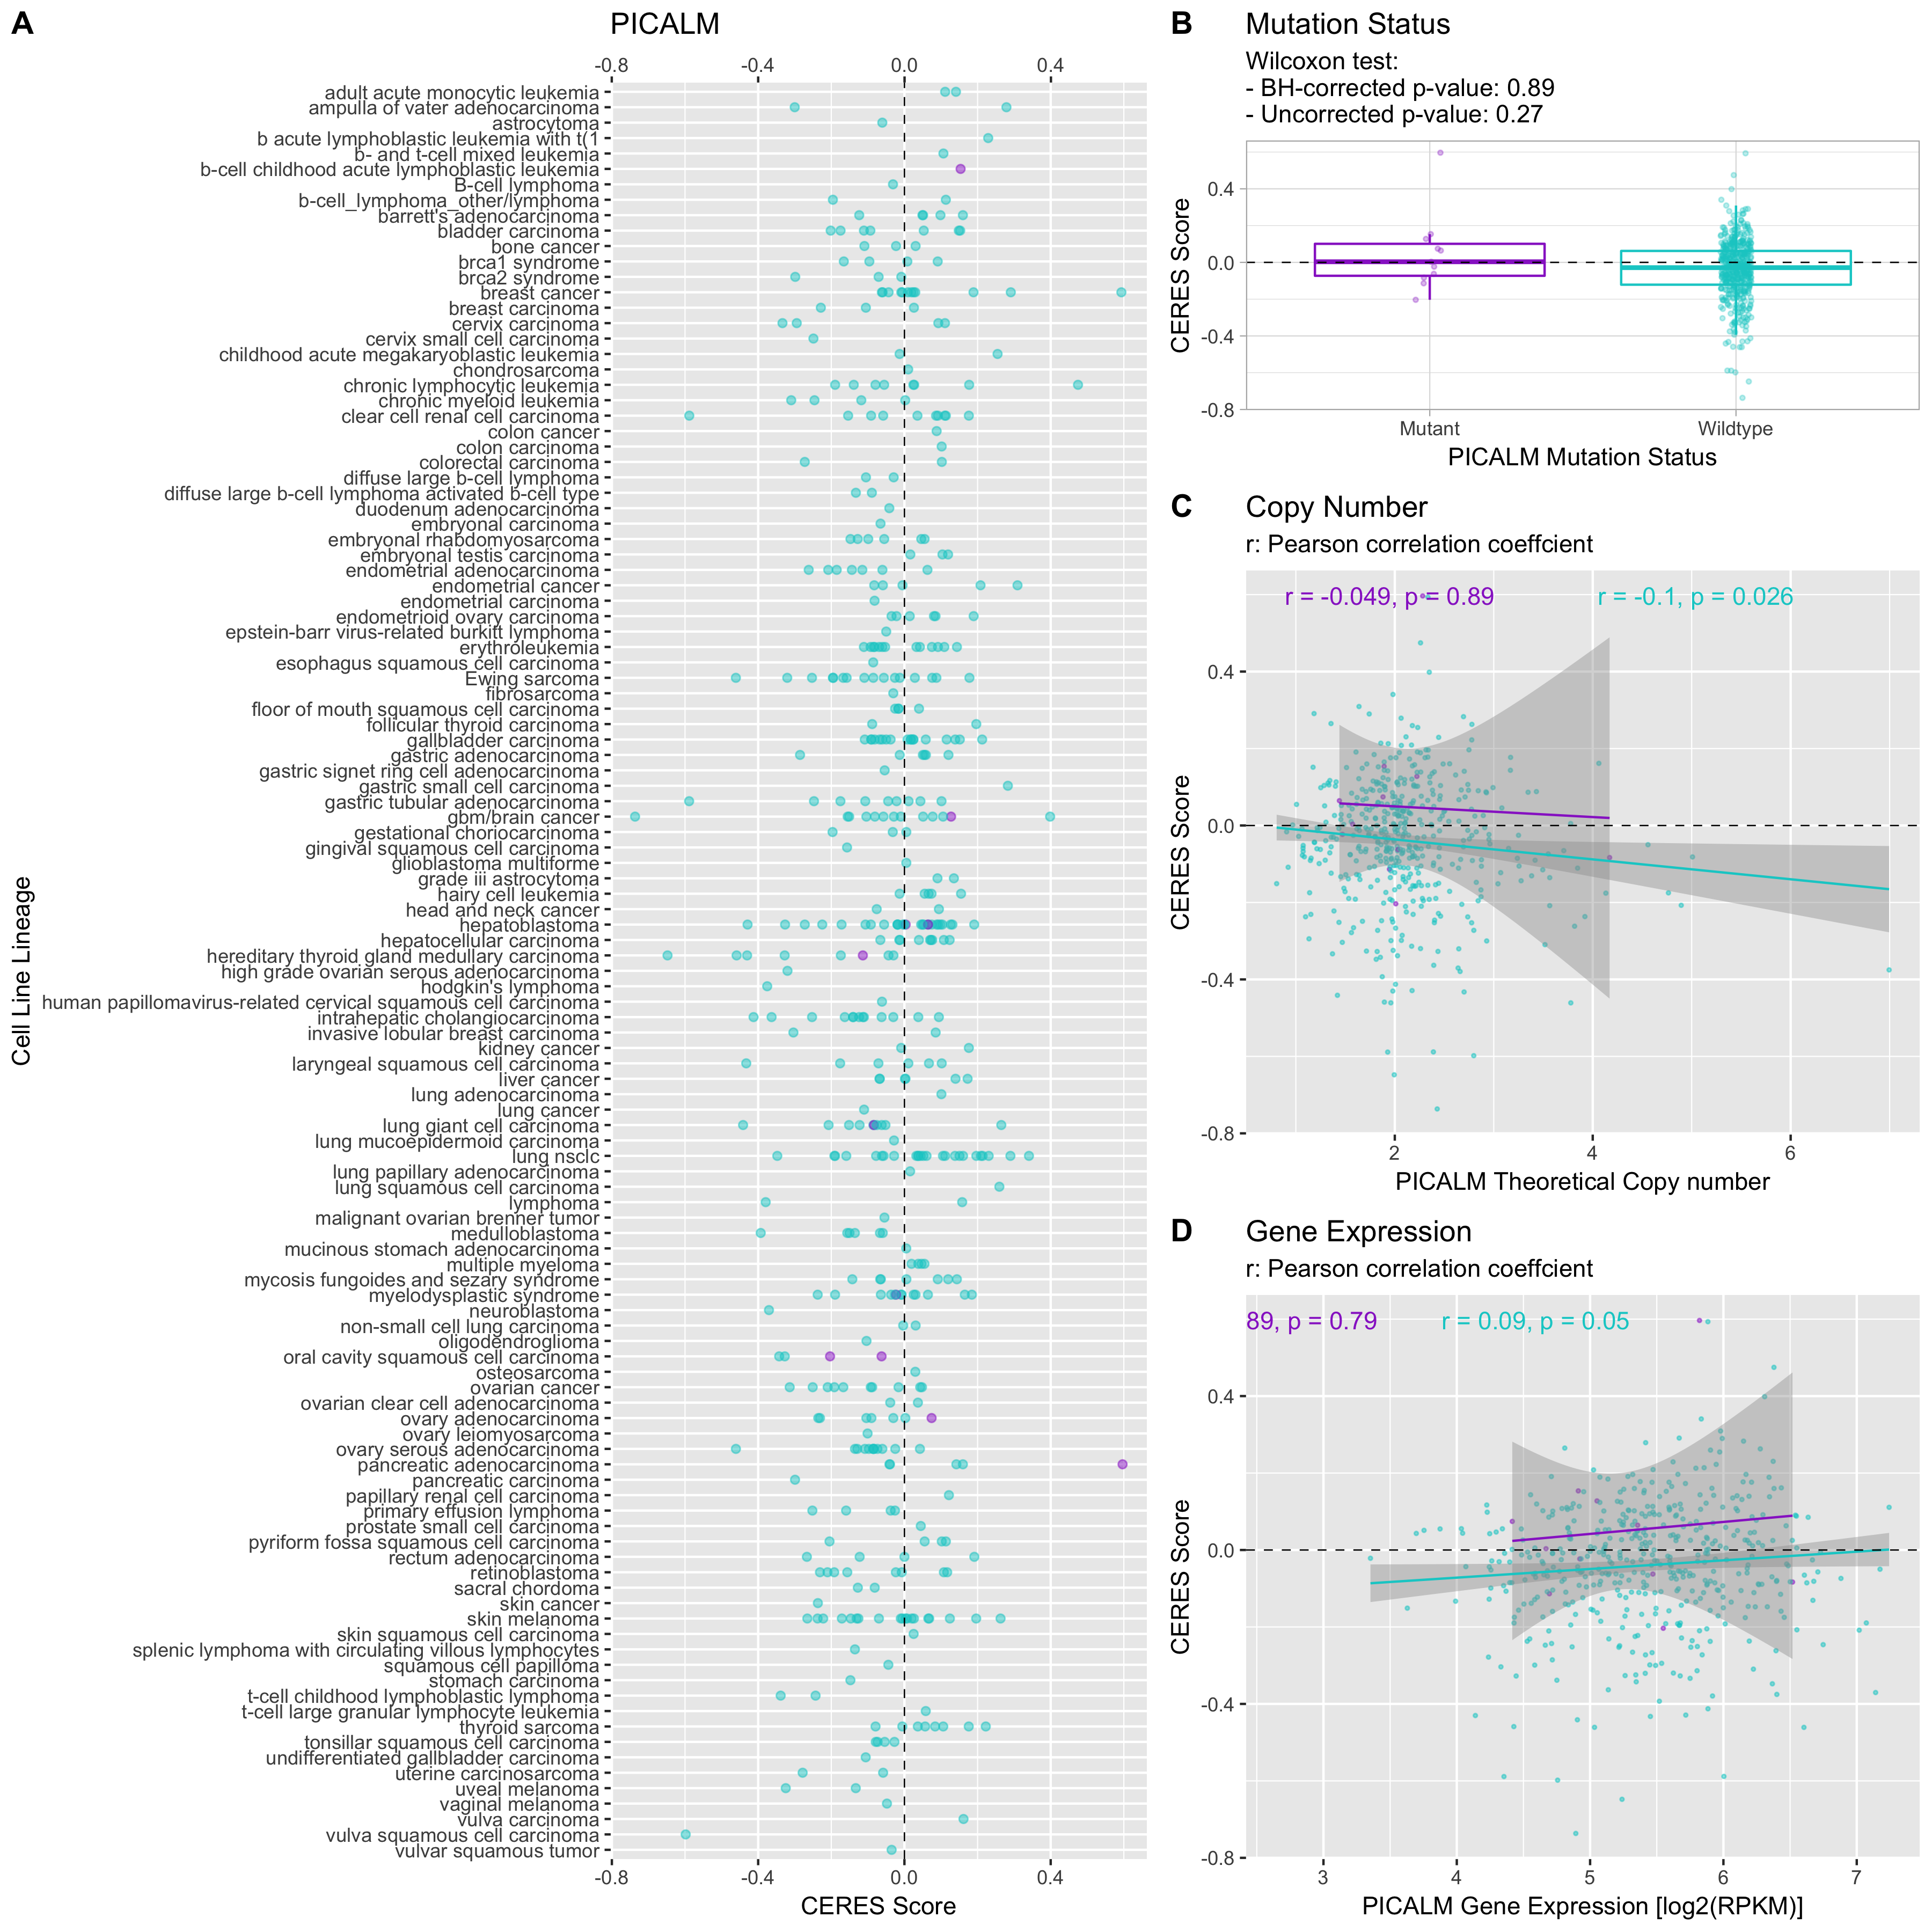 A
PICALM
-0.8 -0.4 0.0 0.4
adult acute monocytic leukemia
ampulla of vater adenocarcinoma
astrocytoma
b acute lymphoblastic leukemia with t(1
b- and t-cell mixed leukemia
b-cell childhood acute lymphoblastic leukemia
B-cell lymphoma
b-cell_lymphoma_other/lymphoma
barrett's adenocarcinoma
bladder carcinoma
bone cancer
brca1 syndrome
brca2 syndrome
breast cancer
breast carcinoma
cervix carcinoma
cervix small cell carcinoma
childhood acute megakaryoblastic leukemia
chondrosarcoma
chronic lymphocytic leukemia
chronic myeloid leukemia
clear cell renal cell carcinoma
colon cancer
colon carcinoma
colorectal carcinoma
diffuse large b-cell lymphoma
diffuse large b-cell lymphoma activated b-cell type
duodenum adenocarcinoma
embryonal carcinoma
embryonal rhabdomyosarcoma
embryonal testis carcinoma
endometrial adenocarcinoma
endometrial cancer
endometrial carcinoma
endometrioid ovary carcinoma
epstein-barr virus-related burkitt lymphoma
erythroleukemia
esophagus squamous cell carcinoma
Ewing sarcoma
fibrosarcoma
floor of mouth squamous cell carcinoma
follicular thyroid carcinoma
gallbladder carcinoma
gastric adenocarcinoma
gastric signet ring cell adenocarcinoma
gastric small cell carcinoma
gastric tubular adenocarcinoma
gbm/brain cancer
gestational choriocarcinoma
gingival squamous cell carcinoma
glioblastoma multiforme
grade iii astrocytoma
hairy cell leukemia
head and neck cancer
hepatoblastoma
hepatocellular carcinoma
hereditary thyroid gland medullary carcinoma
high grade ovarian serous adenocarcinoma
hodgkin's lymphoma
human papillomavirus-related cervical squamous cell carcinoma
intrahepatic cholangiocarcinoma
invasive lobular breast carcinoma
kidney cancer
laryngeal squamous cell carcinoma
liver cancer
lung adenocarcinoma
lung cancer
lung giant cell carcinoma
lung mucoepidermoid carcinoma
lung nsclc
lung papillary adenocarcinoma
lung squamous cell carcinoma
lymphoma
malignant ovarian brenner tumor
medulloblastoma
mucinous stomach adenocarcinoma
multiple myeloma
mycosis fungoides and sezary syndrome
myelodysplastic syndrome
neuroblastoma
non-small cell lung carcinoma
oligodendroglioma
oral cavity squamous cell carcinoma
osteosarcoma
ovarian cancer
ovarian clear cell adenocarcinoma
ovary adenocarcinoma
ovary leiomyosarcoma
ovary serous adenocarcinoma
pancreatic adenocarcinoma
pancreatic carcinoma
papillary renal cell carcinoma
primary effusion lymphoma
prostate small cell carcinoma
pyriform fossa squamous cell carcinoma
rectum adenocarcinoma
retinoblastoma
sacral chordoma
skin cancer
skin melanoma
skin squamous cell carcinoma
splenic lymphoma with circulating villous lymphocytes
squamous cell papilloma
stomach carcinoma
t-cell childhood lymphoblastic lymphoma
t-cell large granular lymphocyte leukemia
thyroid sarcoma
tonsillar squamous cell carcinoma
undifferentiated gallbladder carcinoma
uterine carcinosarcoma
uveal melanoma
vaginal melanoma
vulva carcinoma
vulva squamous cell carcinoma
vulvar squamous tumor
-0.8 -0.4 0.0 0.4
CERES Score
Cell Line Lineage
B
Mutation Status
Wilcoxon test:
- BH-corrected p-value: 0.89
- Uncorrected p-value: 0.27
0.4
0.0
-0.4
-0.8
CERES Score
Mutant Wildtype
PICALM Mutation Status
C
Copy Number
r: Pearson correlation coeffcient
r = -0.049, p = 0.89 r = -0.1, p = 0.026
0.4
0.0
-0.4
-0.8
CERES Score
2 4 6
PICALM Theoretical Copy number
D
Gene Expression
r: Pearson correlation coeffcient
89, p = 0.79 r = 0.09, p = 0.05
0.4
0.0
-0.4
-0.8
CERES Score
3 4 5 6 7
PICALM Gene Expression [log2(RPKM)]